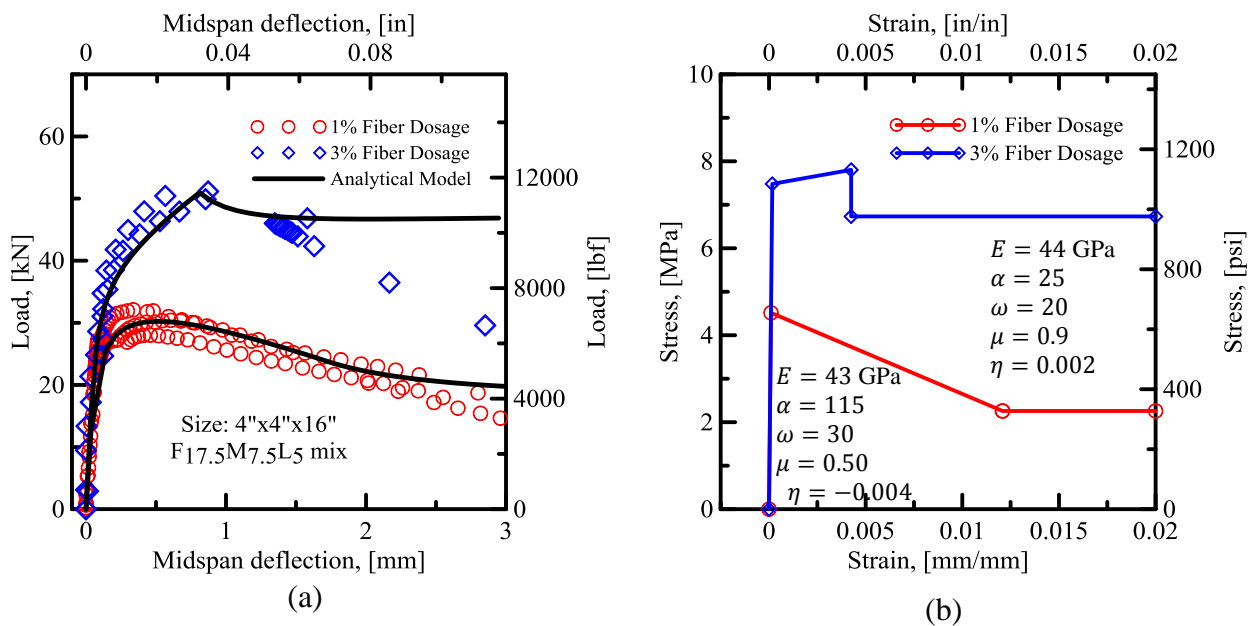 Midspan deflection, [in]
0 0.04 0.08
60
40
20
0
Load, [kN]
1% Fiber Dosage
3% Fiber Dosage
Analytical Model
12000
8000
4000
0
Load, [lbf]
Size: 4"x4"x16"
F17.5M7.5L5 mix
0 1 2 3
Midspan deflection, [mm]
(a)
Strain, [in/in]
0 0.005 0.01 0.015 0.02
10
8
6
4
2
0
Stress, [MPa]
1% Fiber Dosage
3% Fiber Dosage
1200
800
400
0
Stress, [psi]
E = 44 GPa
α = 25
ω = 20
μ = 0.9
η = 0.002
E = 43 GPa
α = 115
ω = 30
μ = 0.50
η = −0.004
0 0.005 0.01 0.015 0.02
Strain, [mm/mm]
(b)